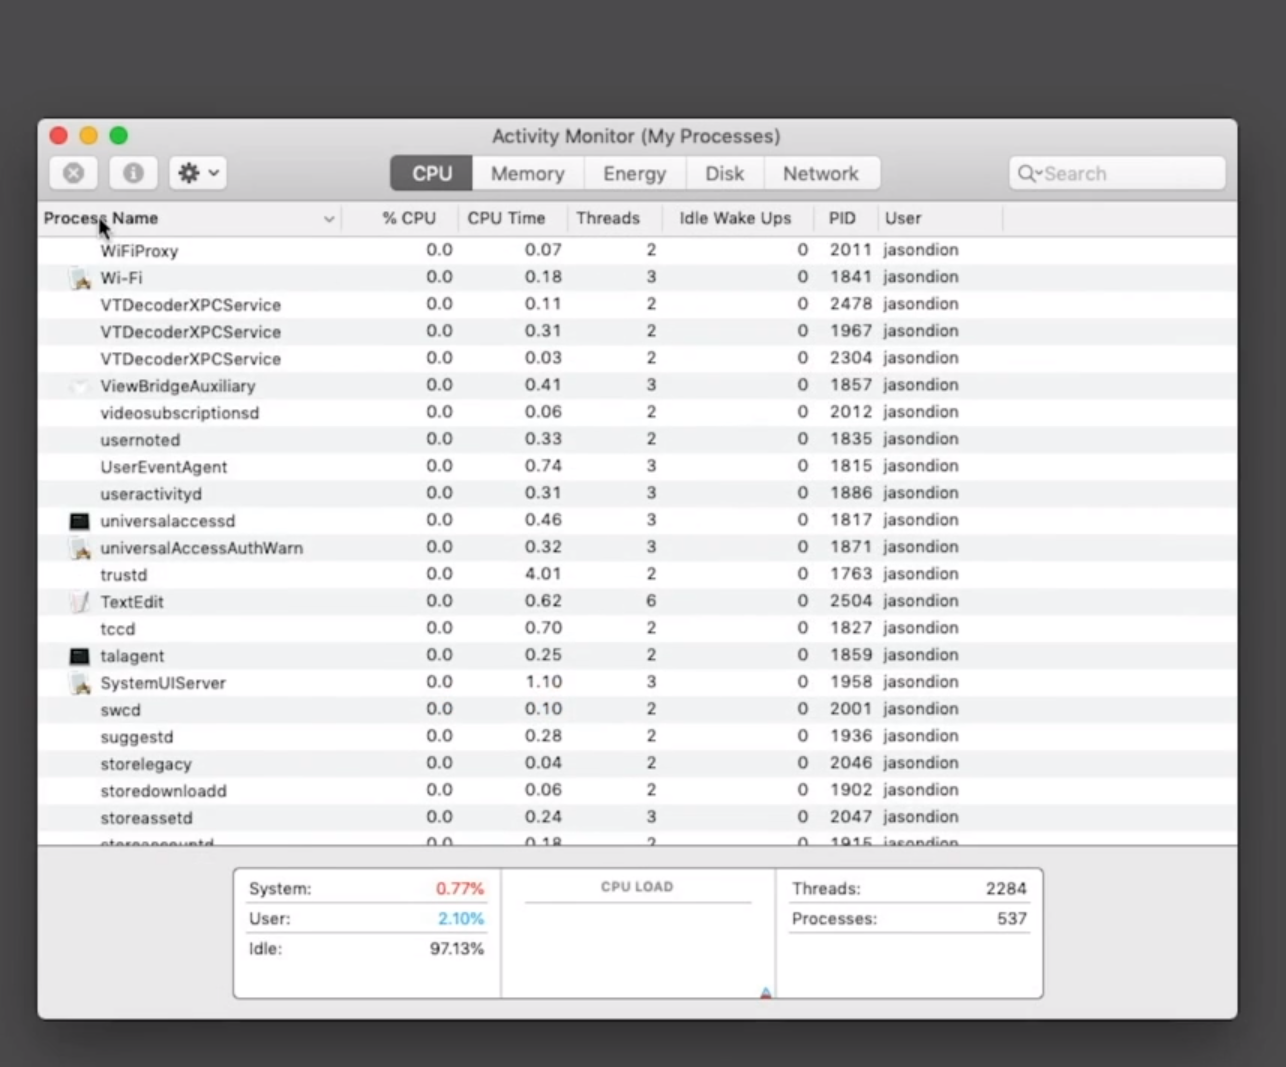 Activity Monitor (My Processes)
CPU Memory Energy Disk Network Search
Process Name % CPU CPU Time Threads Idle Wake Ups PID User
WiFiProxy 0.0 0.07 2 0 2011 jasondion
Wi-Fi 0.0 0.18 3 0 1841 jasondion
VTDecoderXPCService 0.0 0.11 2 0 2478 jasondion
VTDecoderXPCService 0.0 0.31 2 0 1967 jasondion
VTDecoderXPCService 0.0 0.03 2 0 2304 jasondion
ViewBridgeAuxiliary 0.0 0.41 3 0 1857 jasondion
videosubscriptionsd 0.0 0.06 2 0 2012 jasondion
usernoted 0.0 0.33 2 0 1835 jasondion
UserEventAgent 0.0 0.74 3 0 1815 jasondion
useractivityd 0.0 0.31 3 0 1886 jasondion
universalaccessd 0.0 0.46 3 0 1817 jasondion
universalAccessAuthWarn 0.0 0.32 3 0 1871 jasondion
trustd 0.0 4.01 2 0 1763 jasondion
TextEdit 0.0 0.62 6 0 2504 jasondion
tccd 0.0 0.70 2 0 1827 jasondion
talagent 0.0 0.25 2 0 1859 jasondion
SystemUIServer 0.0 1.10 3 0 1958 jasondion
swcd 0.0 0.10 2 0 2001 jasondion
suggestd 0.0 0.28 2 0 1936 jasondion
storelegacy 0.0 0.04 2 0 2046 jasondion
storedownloadd 0.0 0.06 2 0 1902 jasondion
storeassetd 0.0 0.24 3 0 2047 jasondion
storeaccountd 0.0 0.18 2 0 1915 jasondion
System: 0.77% CPU LOAD Threads: 2284
User: 2.10% Processes: 537
Idle: 97.13%